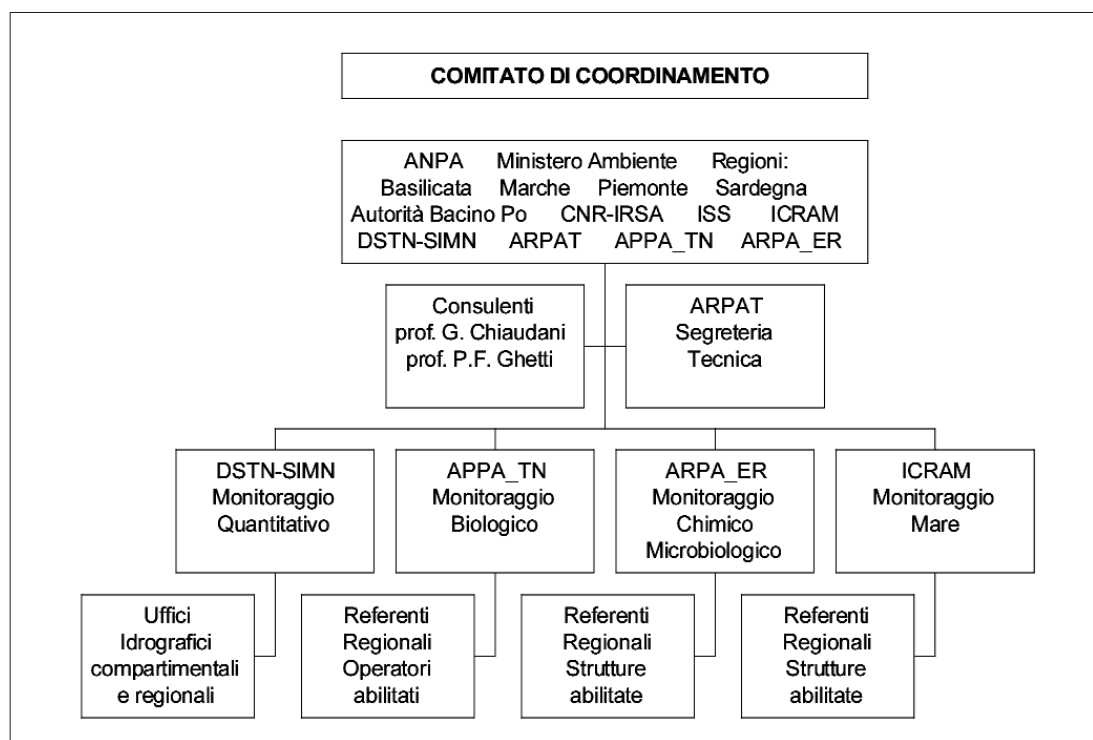 COMITATO DI COORDINAMENTO
ANPA Ministero Ambiente Regioni:
Basilicata Marche Piemonte Sardegna
Autorità Bacino Po CNR-IRSA ISS ICRAM
DSTN-SIMN ARPAT APPA_TN ARPA_ER
Consulenti
prof. G. Chiaudani
prof. P.F. Ghetti
ARPAT
Segreteria
Tecnica
DSTN-SIMN
Monitoraggio
Quantitativo
APPA_TN
Monitoraggio
Biologico
ARPA_ER
Monitoraggio
Chimico
Microbiologico
ICRAM
Monitoraggio
Mare
Uffici
Idrografici
compartimentali
e regionali
Referenti
Regionali
Operatori
abilitati
Referenti
Regionali
Strutture
abilitate
Referenti
Regionali
Strutture
abilitate